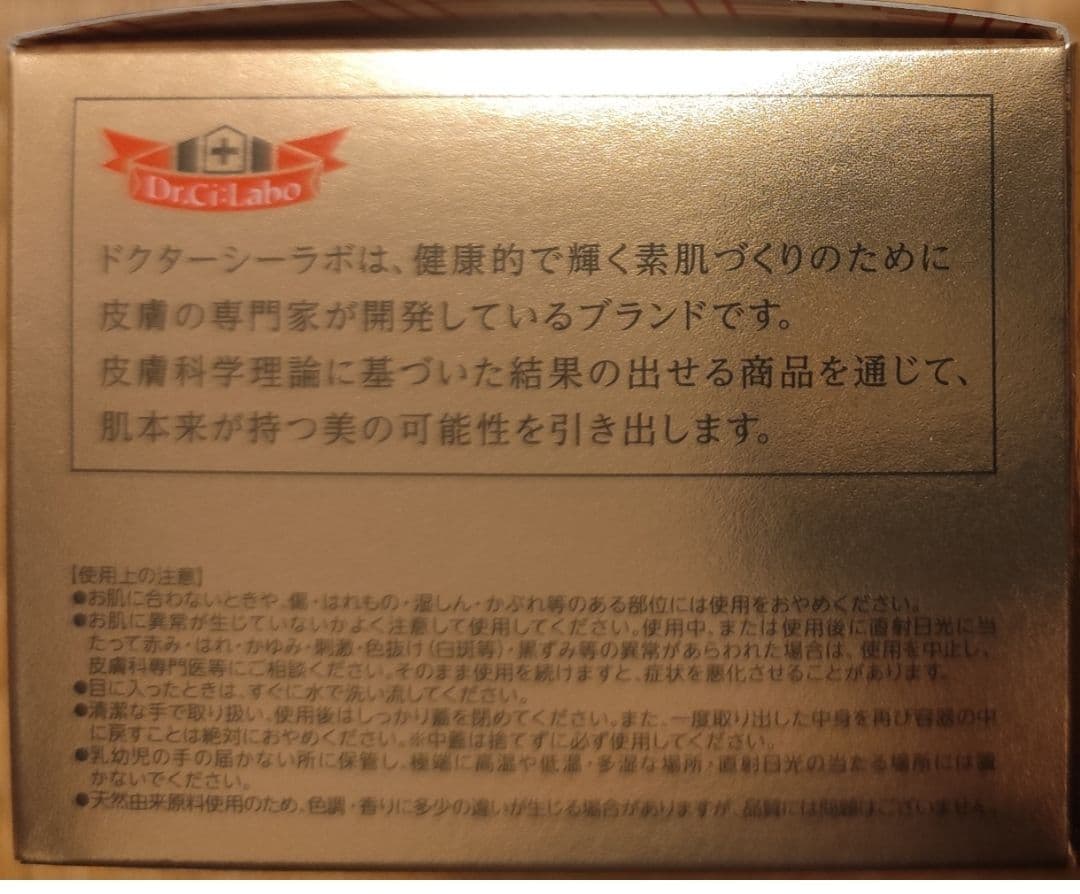 Dr.Ci:Labo
ドクターシーラボは、健康的で輝く素肌づくりのために
皮膚の専門家が開発しているブランドです。
皮膚科学理論に基づいた結果の出せる商品を通じて、
肌本来が持つ美の可能性を引き出します。
【使用上の注意】
●お肌に合わないときや、傷・はれもの・湿しん・かぶれ等のある部位には使用をおやめください。
●お肌に異常が生じていないかよく注意して使用してください。使用中、または使用後に直射日光に当
たって赤み・はれ・かゆみ・刺激・色抜け(白斑等)・黒ずみ等の異常があらわれた場合は、使用を中止し、
皮膚科専門医等にご相談ください。そのまま使用を続けますと、症状を悪化させることがあります。
●目に入ったときは、すぐに水で洗い流してください。
●清潔な手で取り扱い、使用後はしっかり蓋を閉めてください。また、一度取り出した中身を再び容器の中
に戻すことは絶対におやめください。※中蓋は捨てずに必ず使用してください。
●乳幼児の手の届かない所に保管し、極端に高温や低温・多湿な場所・直射日光の当たる場所には置
かないでください。
●天然由来原料使用のため、色調・香りに多少の違いが生じる場合がありますが、品質には問題はございません。